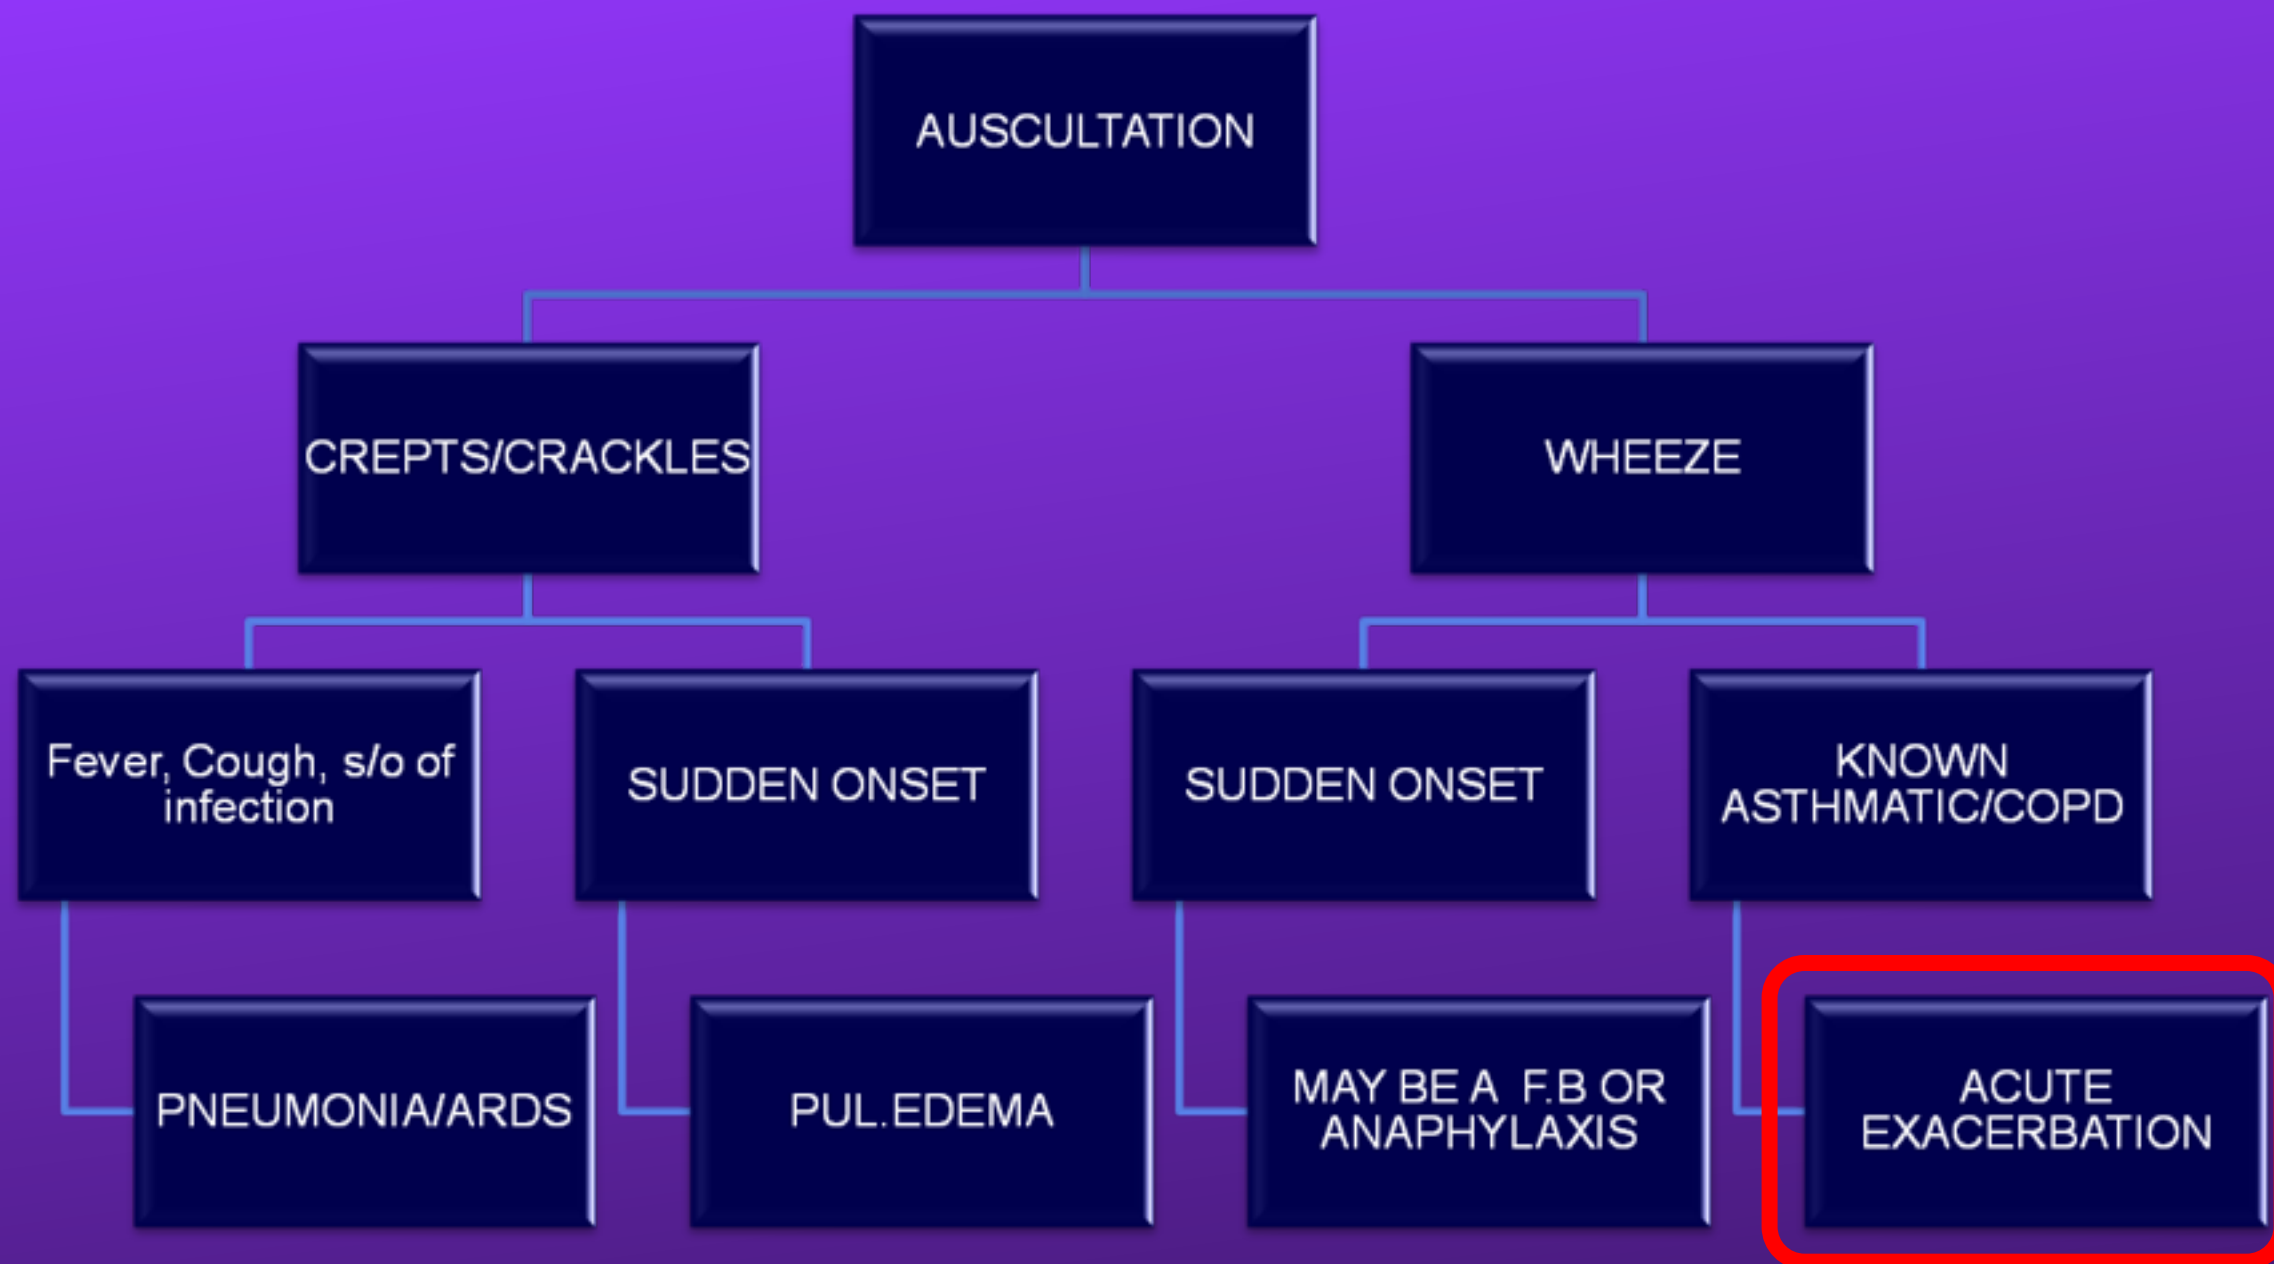 AUSCULTATION
CREPTS/CRACKLES
WHEEZE
Fever, Cough, s/o of
infection
SUDDEN ONSET
SUDDEN ONSET
KNOWN
ASTHMATIC/COPD
PNEUMONIA/ARDS
PUL.EDEMA
MAY BE A F.B OR
ANAPHYLAXIS
ACUTE
EXACERBATION